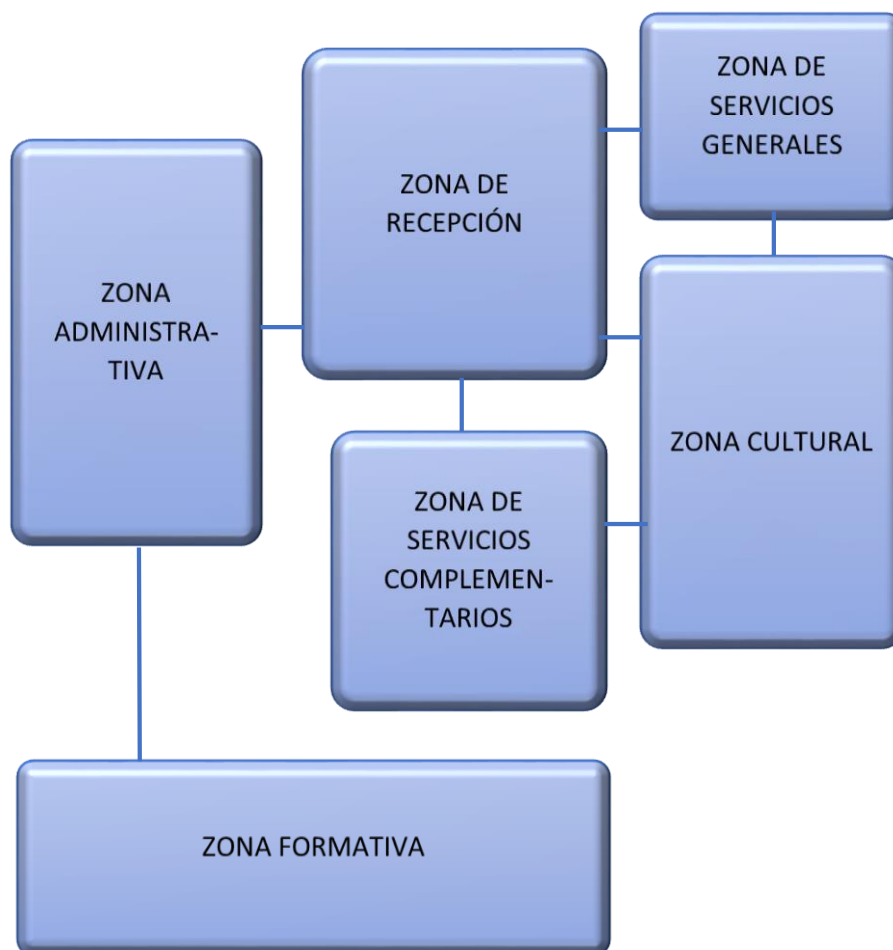 ZONA DE
SERVICIOS
GENERALES
ZONA DE
RECEPCIÓN
ZONA
ADMINISTRA-
TIVA
ZONA CULTURAL
ZONA DE
SERVICIOS
COMPLEMEN-
TARIOS
ZONA FORMATIVA